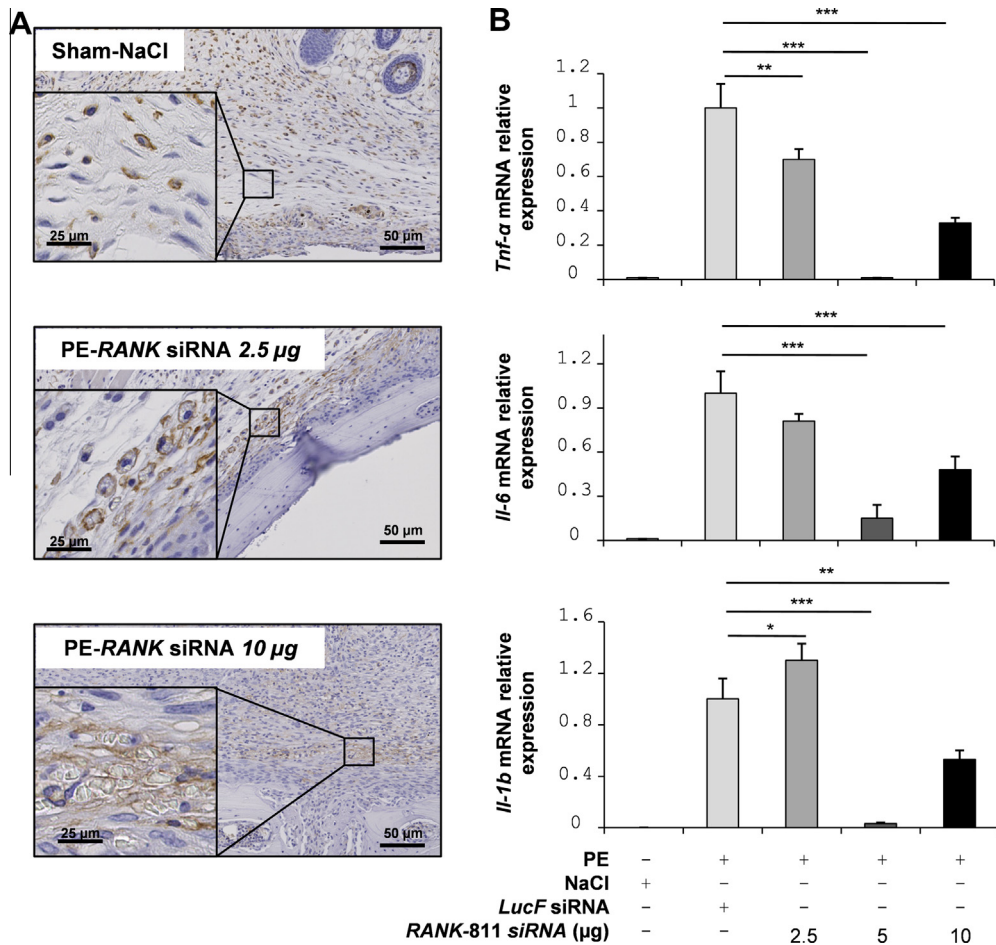 A
Sham-NaCl
25 µm
50 µm
PE-RANK siRNA 2.5 µg
25 µm
50 µm
PE-RANK siRNA 10 µg
25 µm
50 µm
B
***
***
**
1.2
1
0.8
0.6
0.4
0.2
0
Tnf-α mRNA relative
expression
***
***
1.2
0.9
0.6
0.3
0
Il-6 mRNA relative
expression
**
***
*
1.6
1.2
0.8
0.4
0
Il-1b mRNA relative
expression
PE – + + + +
NaCl + – – – –
LucF siRNA – + – – –
RANK-811 siRNA (µg) – – 2.5 5 10